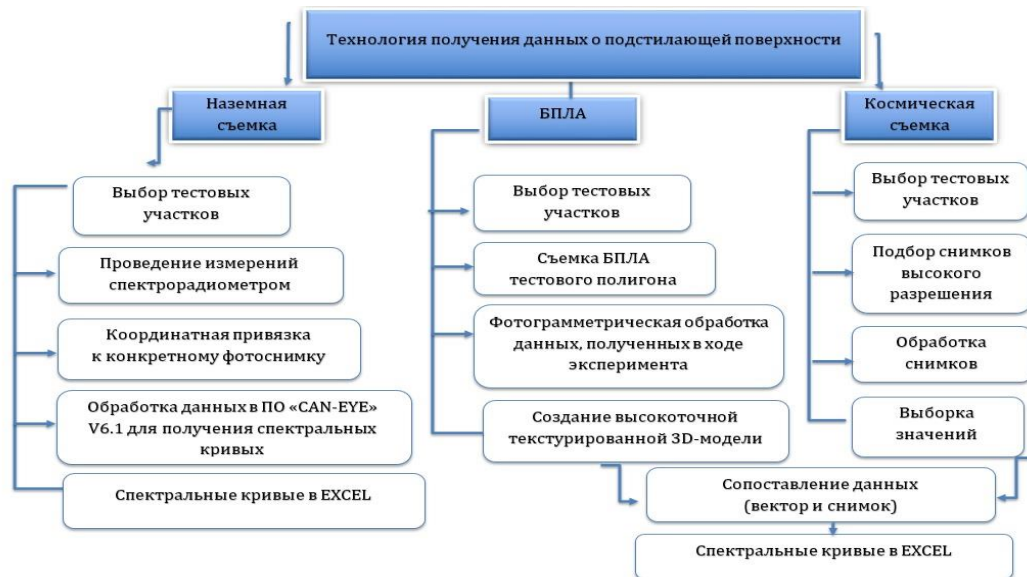 Технология получения данных о подстилающей поверхности
Наземная
съемка
Выбор тестовых
участков
Проведение измерений
спектрорадиометром
Координатная привязка
к конкретному фотоснимку
Обработка данных в ПО «CAN-EYE»
V6.1 для получения спектральных
кривых
Спектральные кривые в EXCEL
БПЛА
Выбор тестовых
участков
Съемка БПЛА
тестового полигона
Фотограмметрическая обработка
данных, полученных в ходе
эксперимента
Создание высокоточной
текстурированной 3D-модели
Космическая
съемка
Выбор тестовых
участков
Подбор снимков
высокого
разрешения
Обработка
снимков
Выборка
значений
Сопоставление данных
(вектор и снимок)
Спектральные кривые в EXCEL